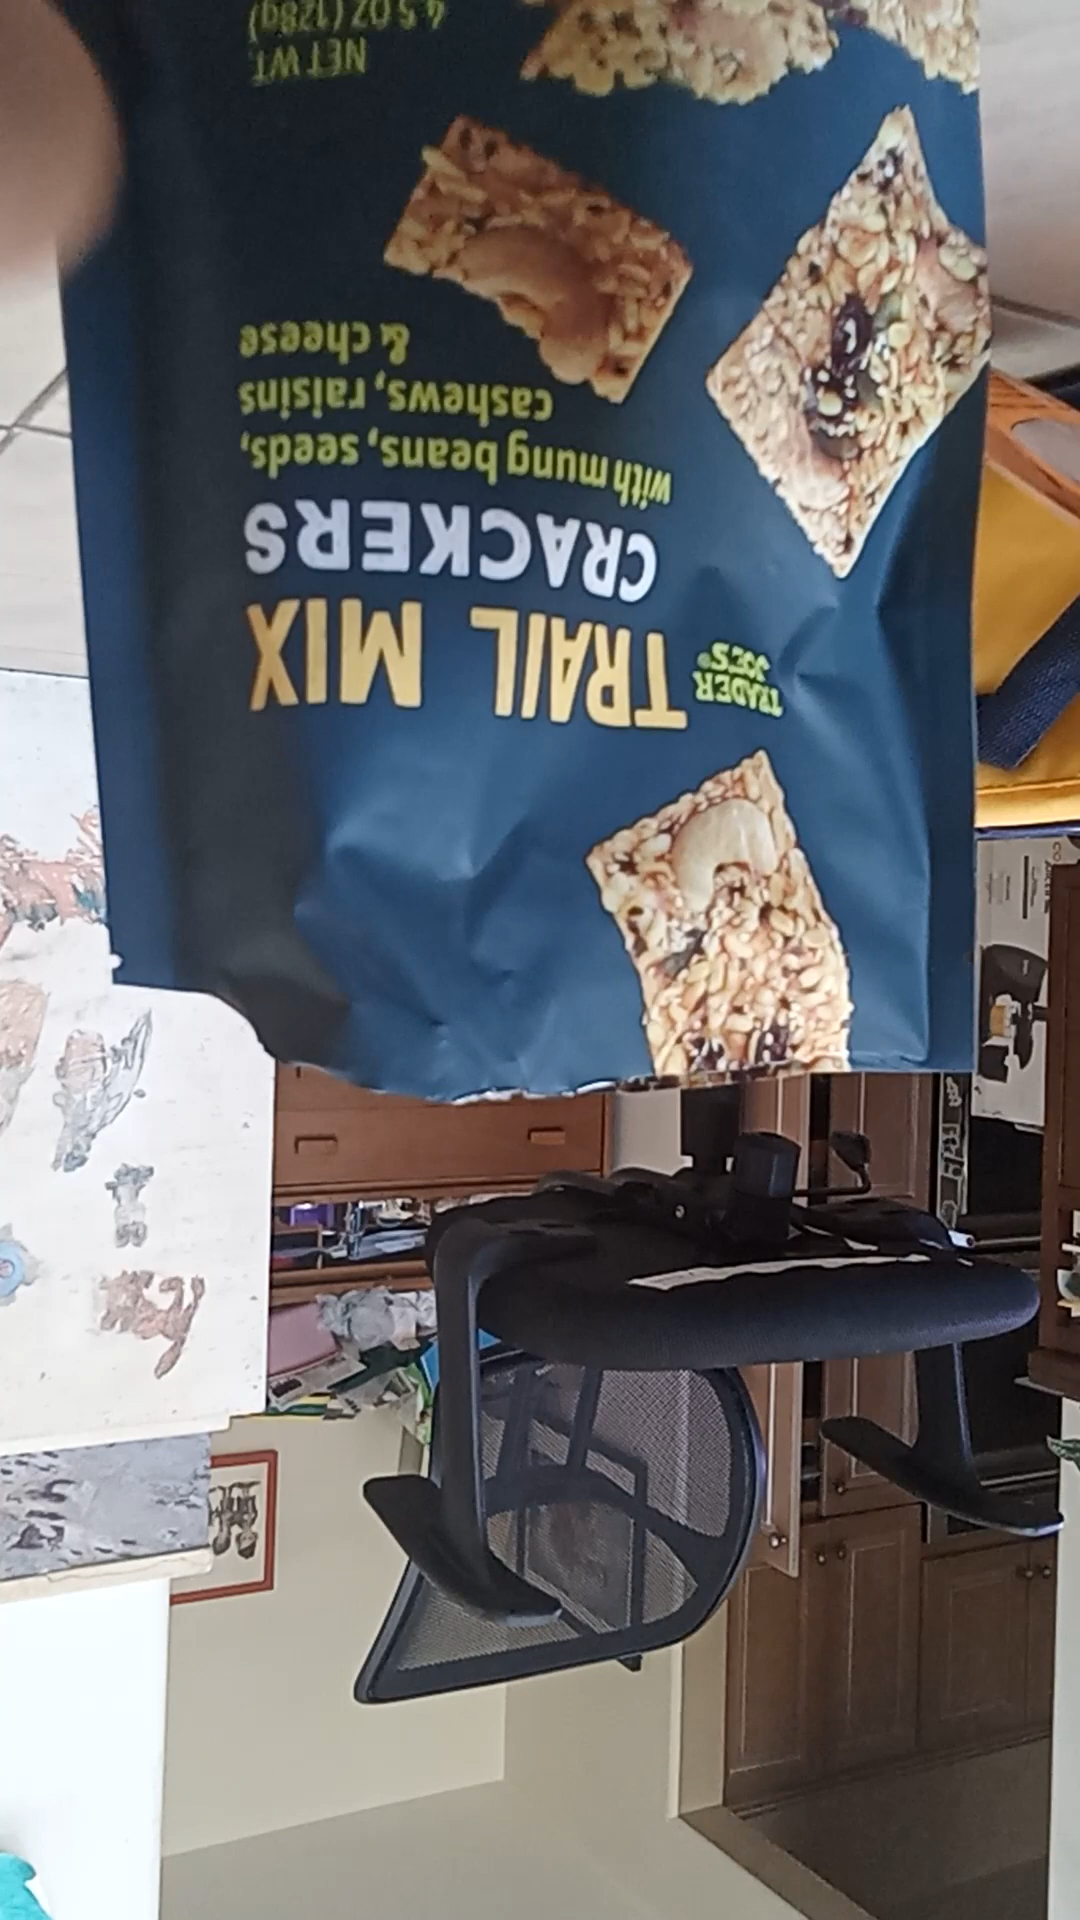 TRADER
JOE'S®
TRAIL MIX
CRACKERS
with mung beans, seeds,
cashews, raisins
& cheese
NET WT.
4.5 OZ (128g)